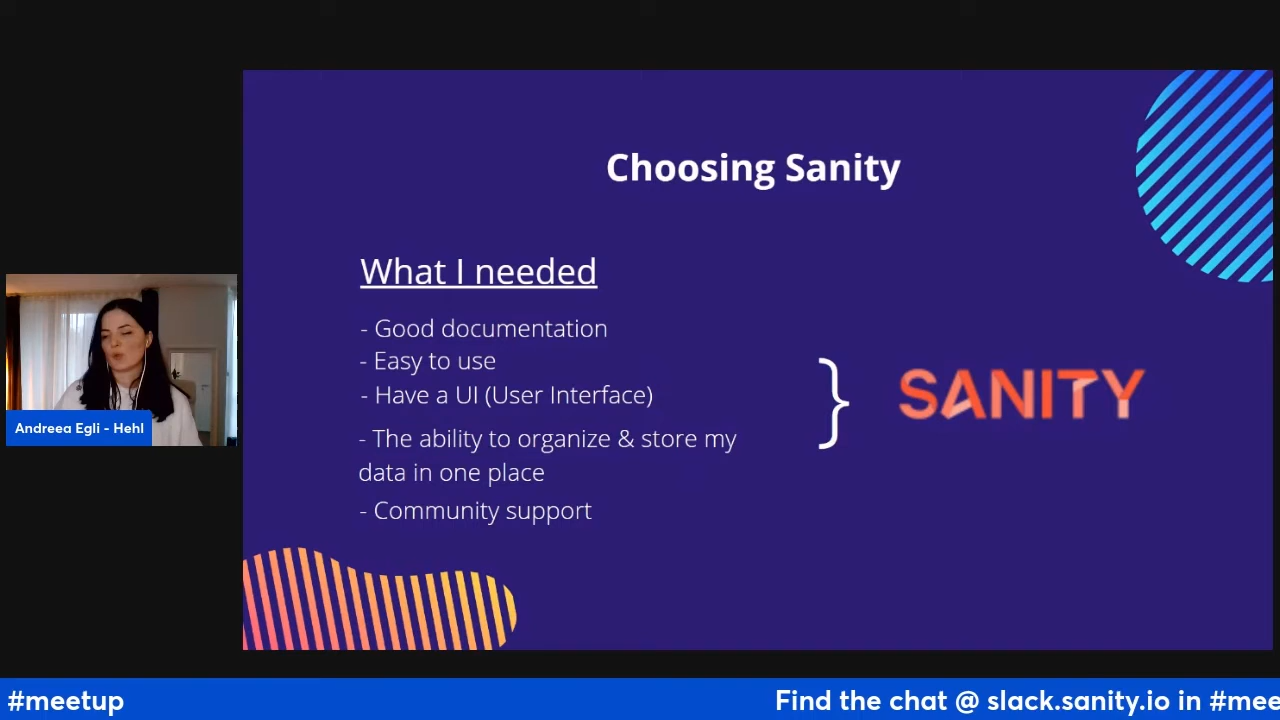 Choosing Sanity
What I needed
- Good documentation
- Easy to use
- Have a UI (User Interface)
- The ability to organize & store my
data in one place
- Community support
}
SANITY
Andreea Egli - Hehl
#meetup
Find the chat @ slack.sanity.io in #mee